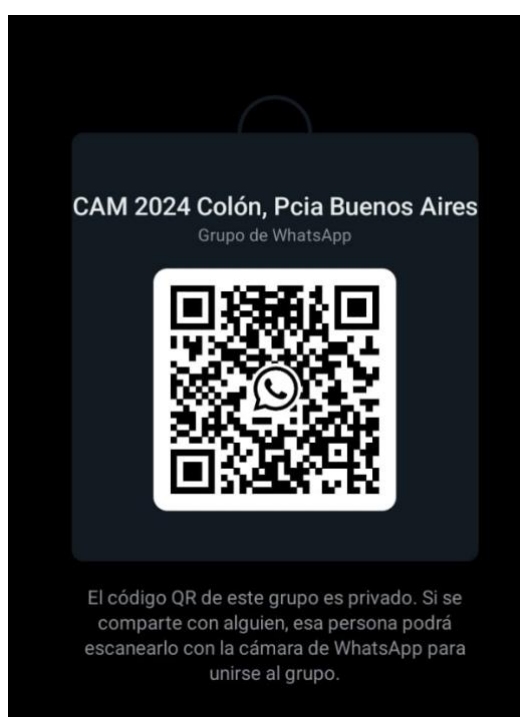 CAM 2024 Colón, Pcia Buenos Aires
Grupo de WhatsApp
El código QR de este grupo es privado. Si se
comparte con alguien, esa persona podrá
escanearlo con la cámara de WhatsApp para
unirse al grupo.